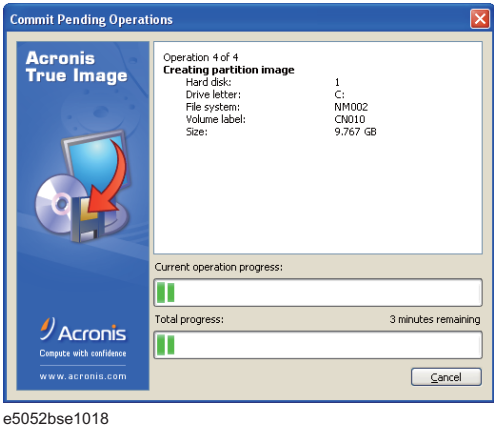 Commit Pending Operations
Acronis
True Image
Operation 4 of 4
Creating partition image
Hard disk: 1
Drive letter: C:
File system: NM002
Volume label: CN010
Size: 9.767 GB
Current operation progress:
Total progress: 3 minutes remaining
Acronis
Compute with confidence
www.acronis.com
Cancel
e5052bse1018